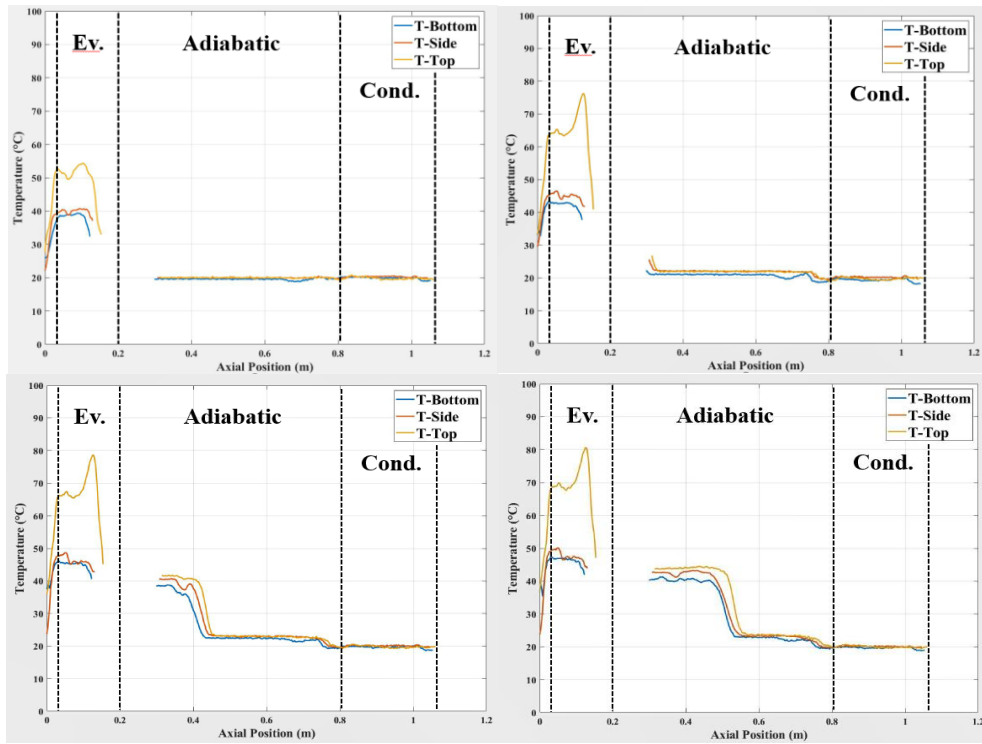 100
90
80
70
60
50
40
30
20
10
0
Temperature (°C)
Ev.
Adiabatic
Cond.
T-Bottom
T-Side
T-Top
0 0.2 0.4 0.6 0.8 1 1.2
Axial Position (m)
100
90
80
70
60
50
40
30
20
10
0
Temperature (°C)
Ev.
Adiabatic
Cond.
T-Bottom
T-Side
T-Top
0 0.2 0.4 0.6 0.8 1 1.2
Axial Position (m)
100
90
80
70
60
50
40
30
20
10
0
Temperature (°C)
Ev.
Adiabatic
Cond.
T-Bottom
T-Side
T-Top
0 0.2 0.4 0.6 0.8 1 1.2
Axial Position (m)
100
90
80
70
60
50
40
30
20
10
0
Temperature (°C)
Ev.
Adiabatic
Cond.
T-Bottom
T-Side
T-Top
0 0.2 0.4 0.6 0.8 1 1.2
Axial Position (m)